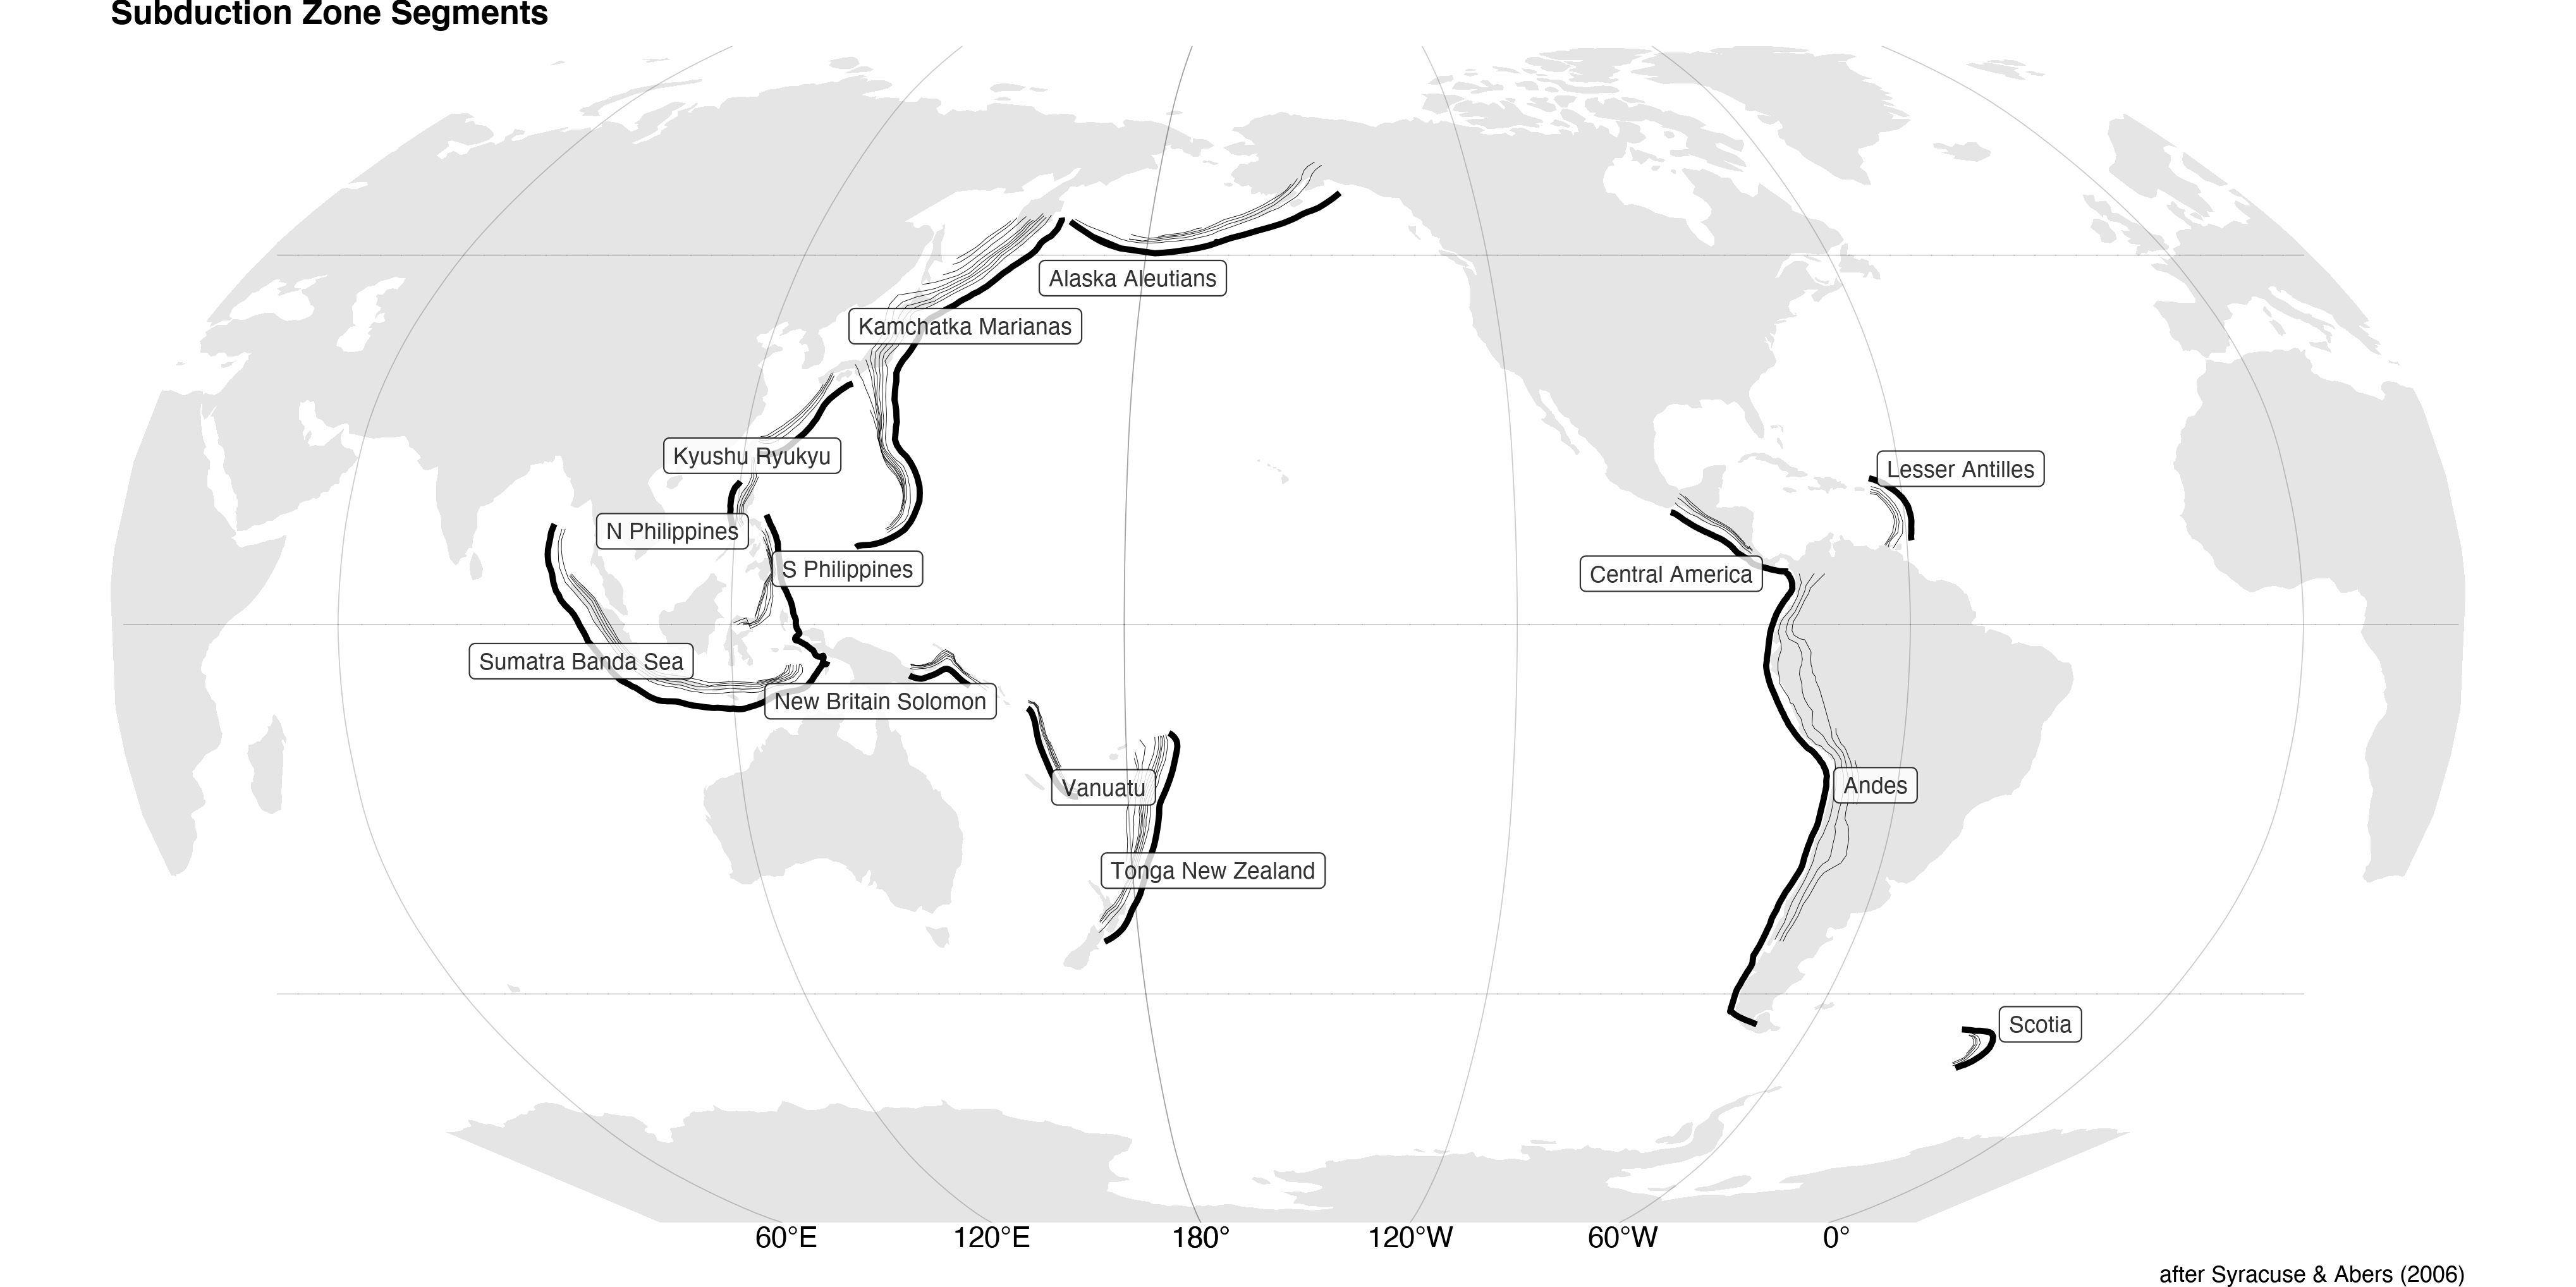 Subduction Zone Segments
Alaska Aleutians
Kamchatka Marianas
Kyushu Ryukyu
Lesser Antilles
N Philippines
S Philippines
Central America
Sumatra Banda Sea
New Britain Solomon
Vanuatu
Andes
Tonga New Zealand
Scotia
60°E 120°E 180° 120°W 60°W 0°
after Syracuse & Abers (2006)